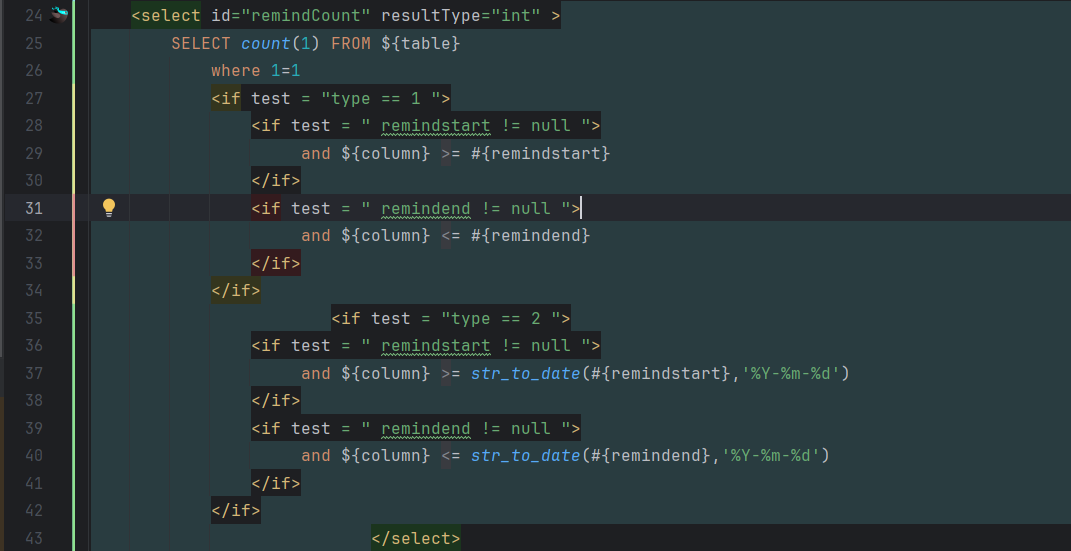 24 <select id="remindCount" resultType="int" >
25 SELECT count(1) FROM ${table}
26 where 1=1
27 <if test = "type == 1 ">
28 <if test = " remindstart != null ">
29 and ${column} >= #{remindstart}
30 </if>
31 <if test = " remindend != null ">
32 and ${column} <= #{remindend}
33 </if>
34 </if>
35 <if test = "type == 2 ">
36 <if test = " remindstart != null ">
37 and ${column} >= str_to_date(#{remindstart},'%Y-%m-%d')
38 </if>
39 <if test = " remindend != null ">
40 and ${column} <= str_to_date(#{remindend},'%Y-%m-%d')
41 </if>
42 </if>
43 </select>